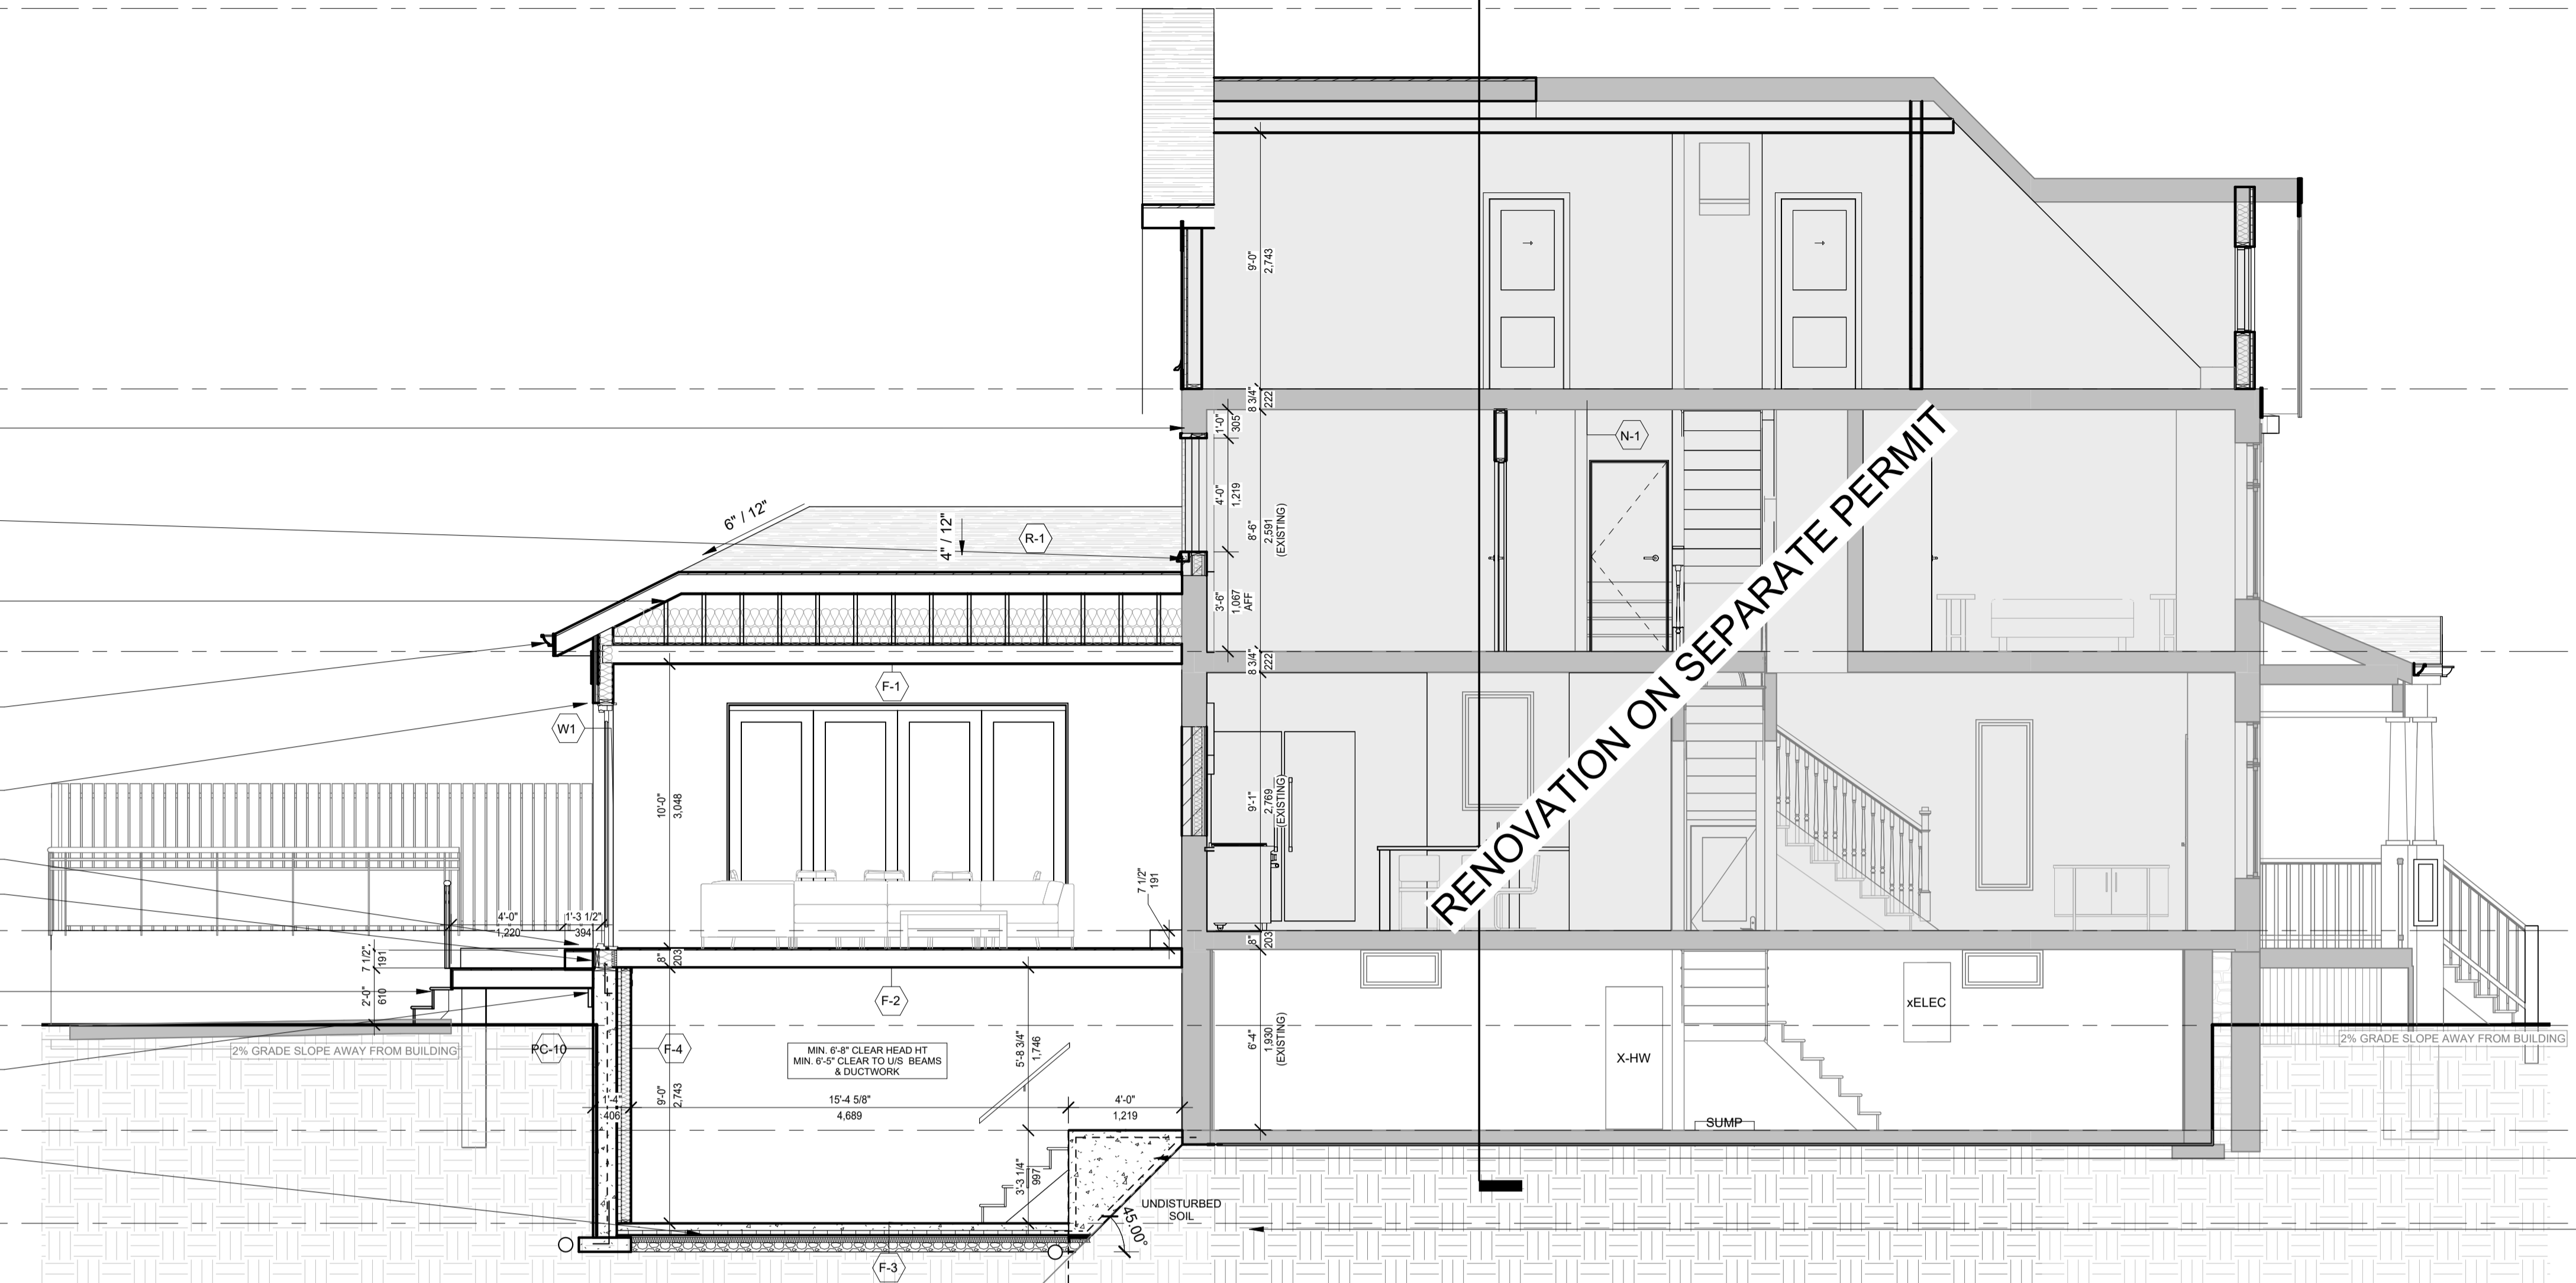 9'-0"
2,743
8 3/4"
222
1'-0"
305
N-1
4'-0"
1,219
8'-6"
2,591
(EXISTING)
6" / 12"
4" / 12"
R-1
3'-6"
1,067
AFF
8 3/4"
222
RENOVATION ON SEPARATE PERMIT
F-1
W1
10'-0"
3,048
9'-1"
2,769
(EXISTING)
7 1/2"
191
4'-0"
1,220
1'-3 1/2"
394
7 1/2"
191
8"
203
8"
203
2'-0"
610
F-2
xELEC
2% GRADE SLOPE AWAY FROM BUILDING
PC-10
F-4
MIN. 6'-8" CLEAR HEAD HT
MIN. 6'-5" CLEAR TO U/S BEAMS
& DUCTWORK
5'-8 3/4"
1,746
6'-4"
1,930
(EXISTING)
X-HW
2% GRADE SLOPE AWAY FROM BUILDING
9'-0"
2,743
1'-4"
406
15'-4 5/8"
4,689
4'-0"
1,219
SUMP
3'-3 1/4"
997
UNDISTURBED
SOIL
45.00°
F-3